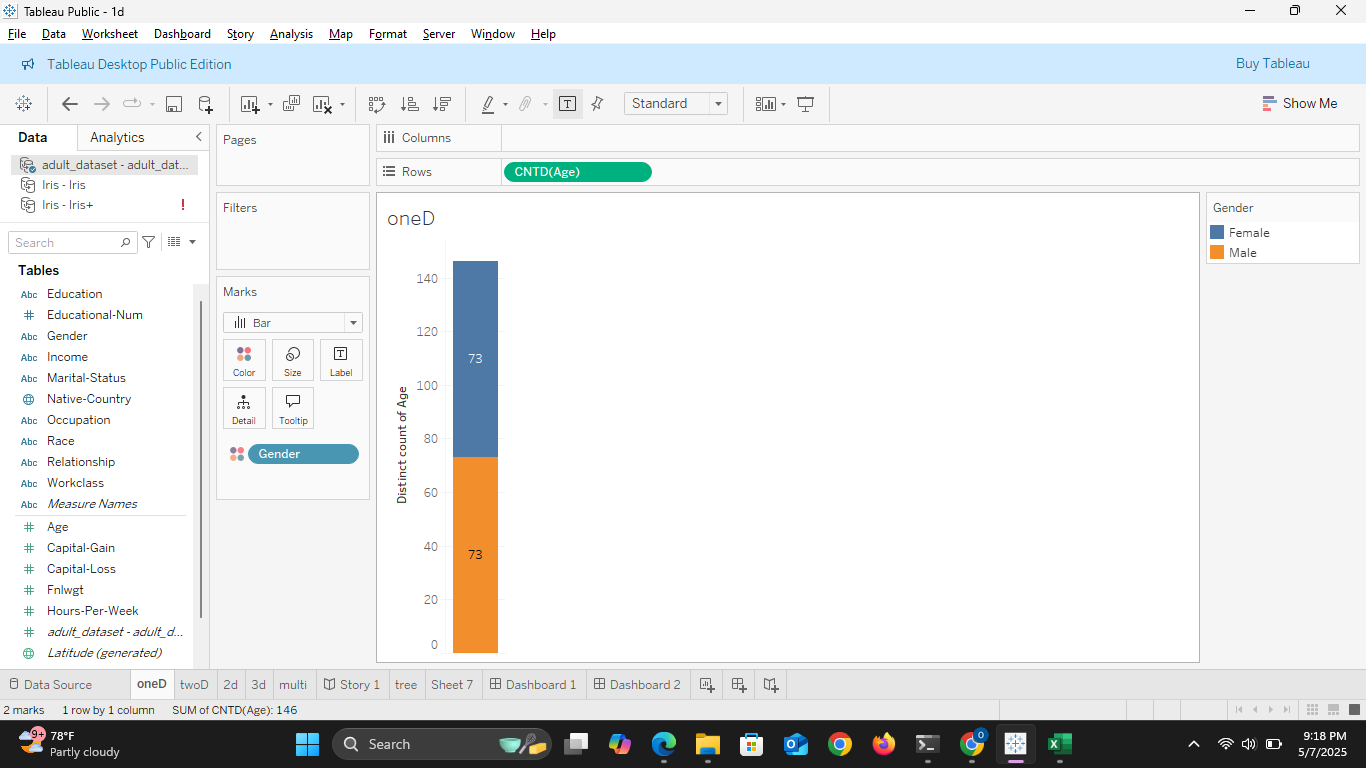 Tableau Public - 1d
File Data Worksheet Dashboard Story Analysis Map Format Server Window Help
Tableau Desktop Public Edition
Buy Tableau
Standard
Show Me
Data Analytics
adult_dataset - adult_dat...
Iris - Iris
Iris - Iris+
!
Search
Tables
Abc Education
# Educational-Num
Abc Gender
Abc Income
Abc Marital-Status
Native-Country
Abc Occupation
Abc Race
Abc Relationship
Abc Workclass
Abc Measure Names
# Age
# Capital-Gain
# Capital-Loss
# Fnlwgt
# Hours-Per-Week
# adult_dataset - adult_d...
Latitude (generated)
Pages
Filters
Marks
Bar
Color Size Label
Detail Tooltip
Gender
Columns
Rows CNTD(Age)
oneD
Distinct count of Age
140
120
100
80
60
40
20
0
73
73
Gender
Female
Male
Data Source oneD twoD 2d 3d multi Story 1 tree Sheet 7 Dashboard 1 Dashboard 2
2 marks 1 row by 1 column SUM of CNTD(Age): 146
9+
78°F
Partly cloudy
Search
0
9:18 PM
5/7/2025